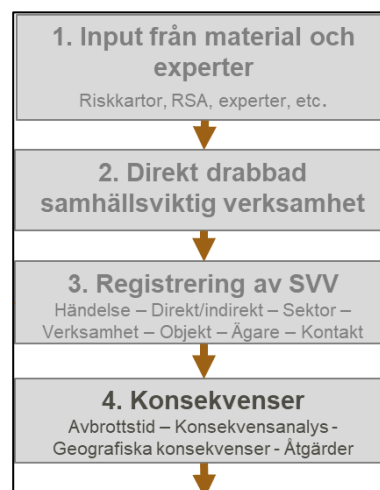 1. Input från material och
experter
Riskkartor, RSA, experter, etc.
2. Direkt drabbad
samhällsviktig verksamhet
3. Registrering av SVV
Händelse – Direkt/indirekt – Sektor –
Verksamhet – Objekt – Ägare – Kontakt
4. Konsekvenser
Avbrottstid – Konsekvensanalys -
Geografiska konsekvenser - Åtgärder